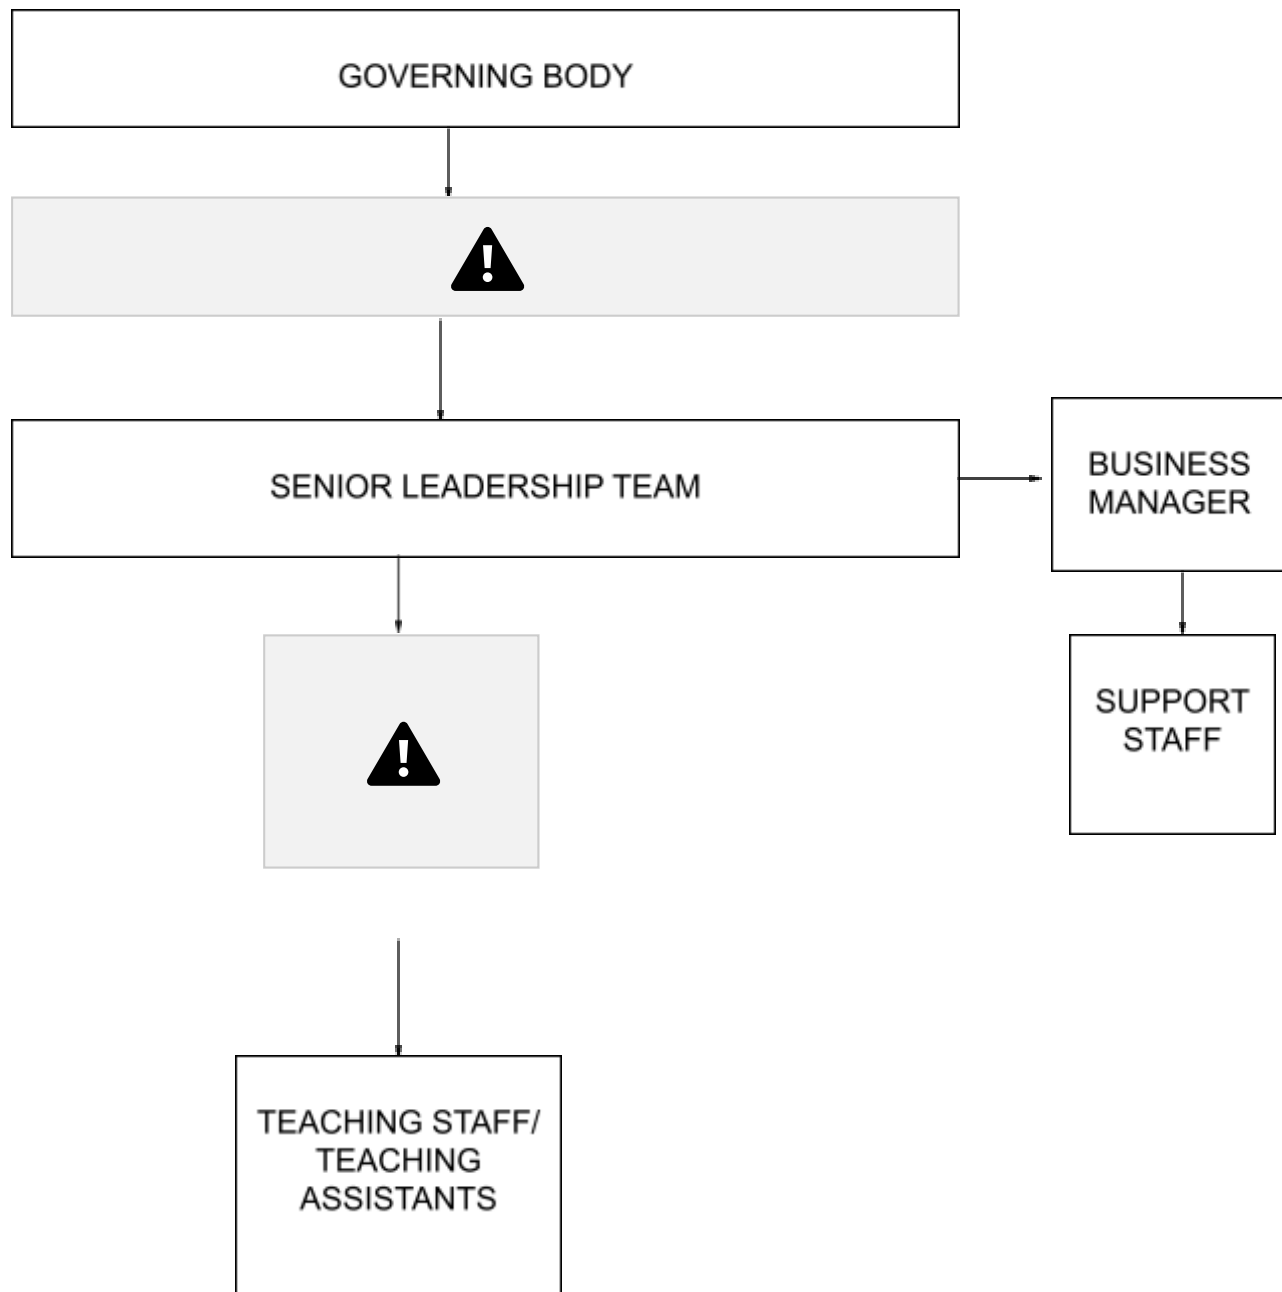 GOVERNING BODY
SENIOR LEADERSHIP TEAM
BUSINESS
MANAGER
SUPPORT
STAFF
TEACHING STAFF/
TEACHING
ASSISTANTS